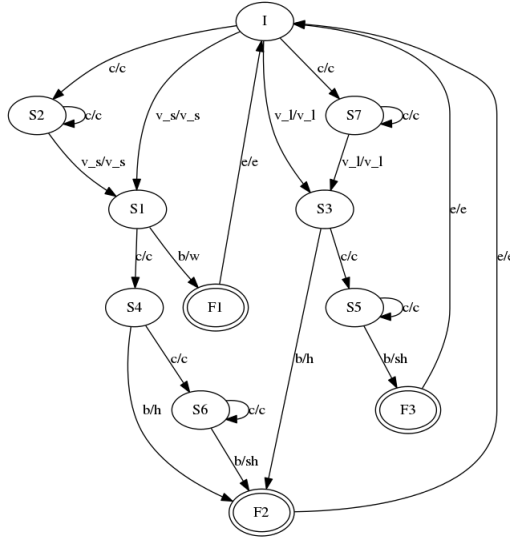 I
c/c
c/c
S2
c/c
v_s/v_s
v_l/v_l
S7
c/c
v_s/v_s
e/e
v_l/v_l
S1
S3
e/e
c/c
b/w
c/c
e/e
S4
F1
S5
c/c
c/c
b/h
b/sh
b/h
S6
c/c
F3
b/sh
F2